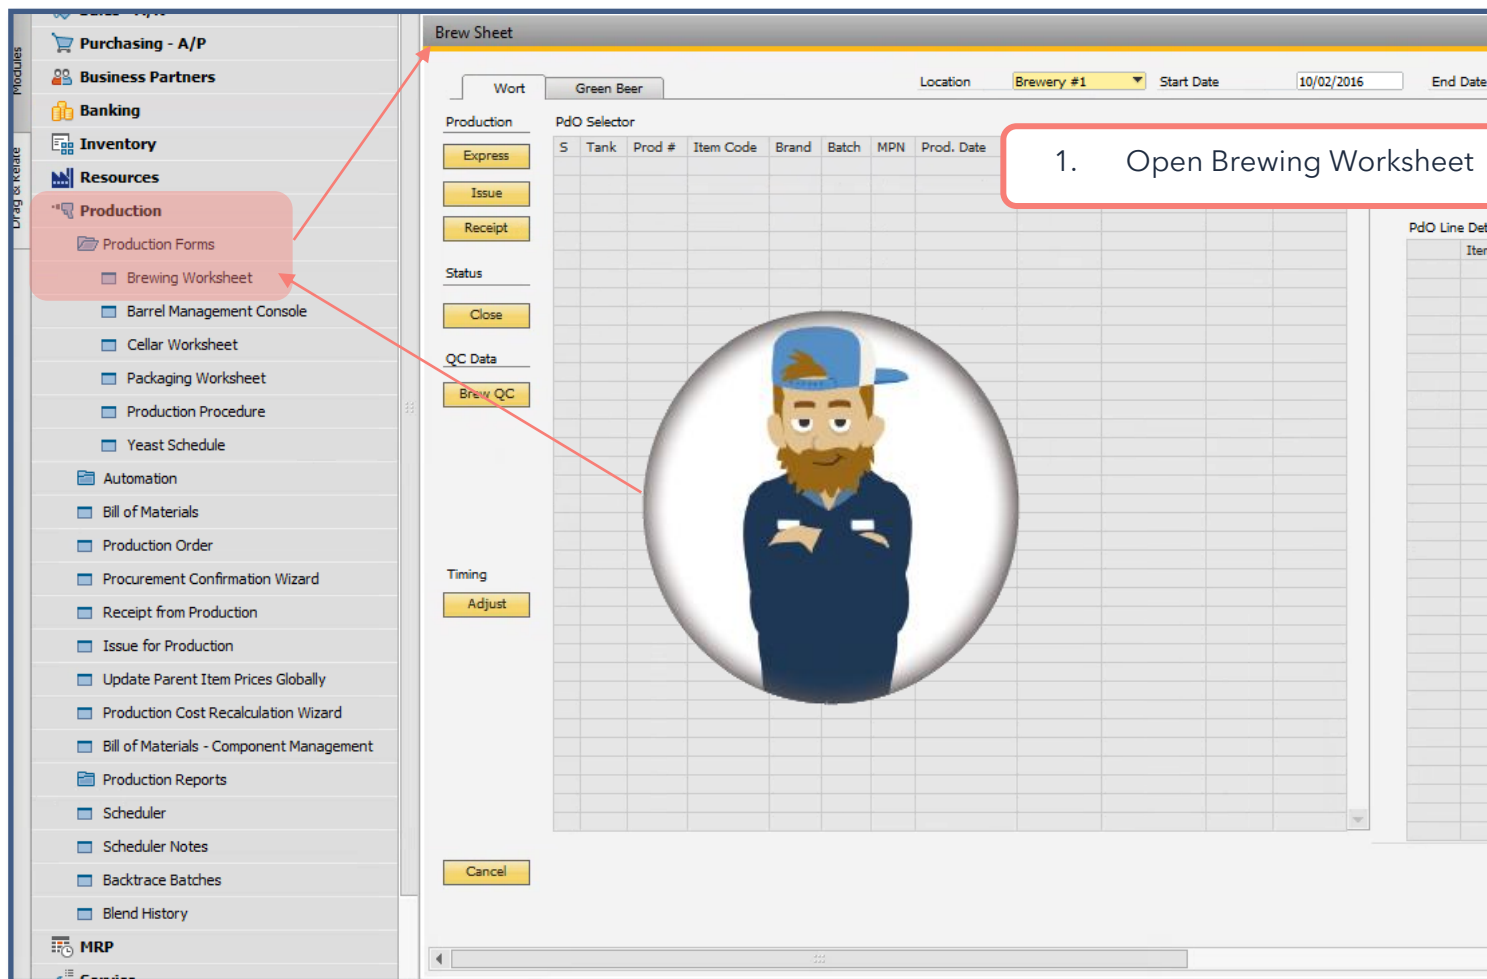 Modules
Drag & Relate
Purchasing - A/P
Business Partners
Banking
Inventory
Resources
Production
Production Forms
Brewing Worksheet
Barrel Management Console
Cellar Worksheet
Packaging Worksheet
Production Procedure
Yeast Schedule
Automation
Bill of Materials
Production Order
Procurement Confirmation Wizard
Receipt from Production
Issue for Production
Update Parent Item Prices Globally
Production Cost Recalculation Wizard
Bill of Materials - Component Management
Production Reports
Scheduler
Scheduler Notes
Backtrace Batches
Blend History
MRP
Brew Sheet
Wort Green Beer Location Brewery #1 Start Date 10/02/2016 End Date
Production
Express
Issue
Receipt
Status
Close
QC Data
Brew QC
Timing
Adjust
Cancel
PdO Selector
S Tank Prod # Item Code Brand Batch MPN Prod. Date
1. Open Brewing Worksheet
PdO Line Det
Iter